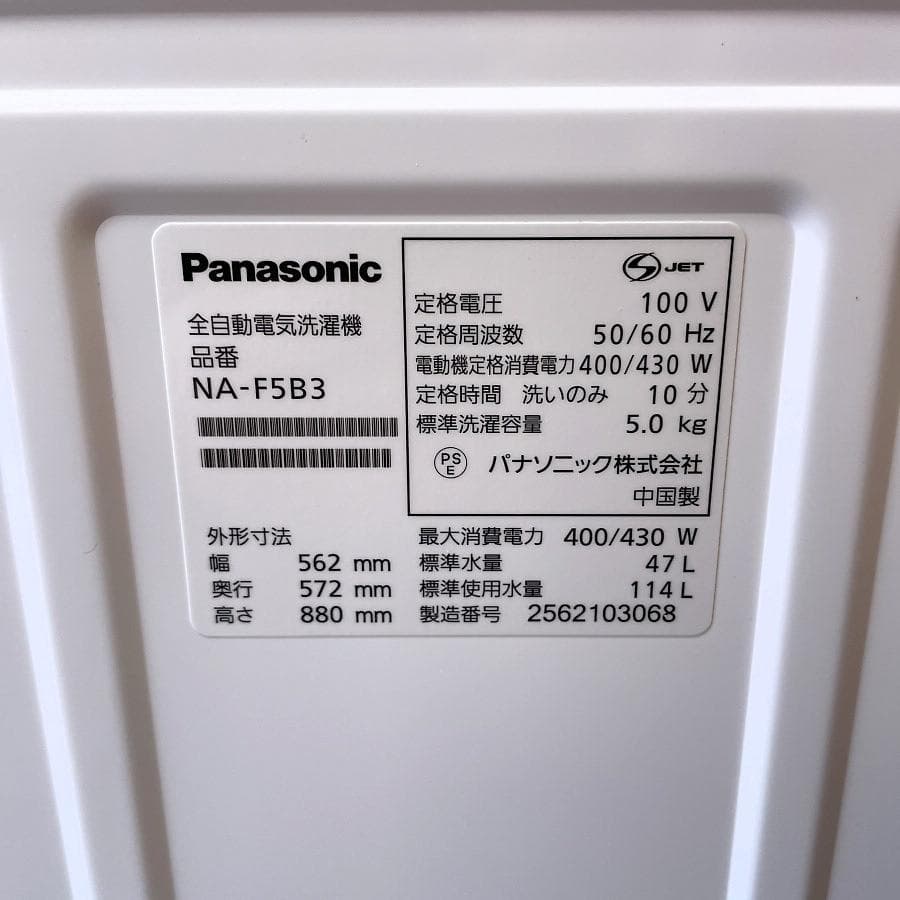 Panasonic
全自動電気洗濯機
品番
NA-F5B3
S JET
定格電圧 100 V
定格周波数 50/60 Hz
電動機定格消費電力 400/430 W
定格時間 洗いのみ 10 分
標準洗濯容量 5.0 kg
PS
E
パナソニック株式会社
中国製
外形寸法
幅 562 mm
奥行 572 mm
高さ 880 mm
最大消費電力 400/430 W
標準水量 47 L
標準使用水量 114 L
製造番号 2562103068